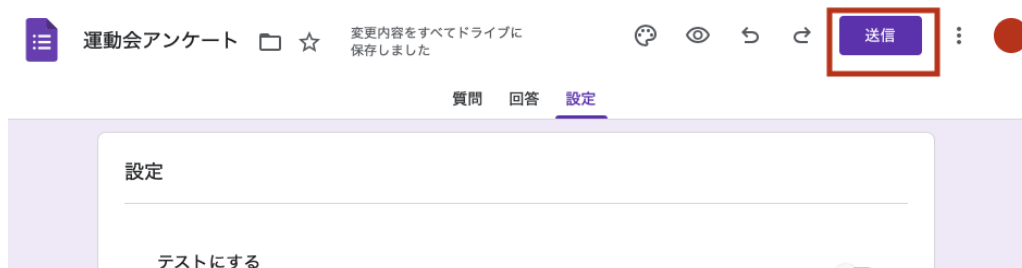 運動会アンケート
変更内容をすべてドライブに
保存しました
送信
質問 回答 設定
設定
テストにする